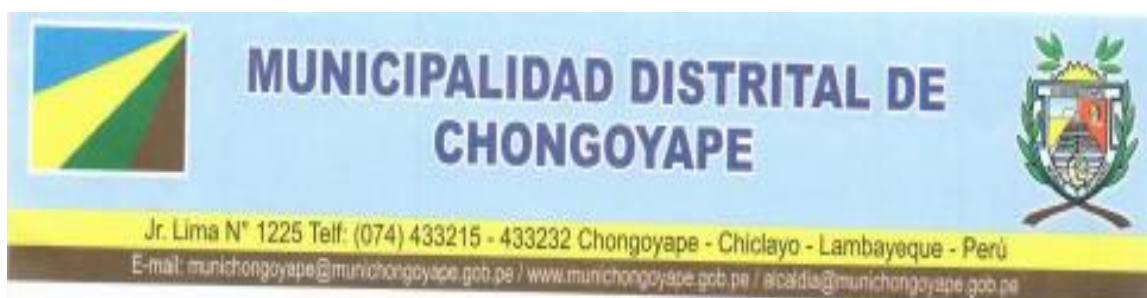 MUNICIPALIDAD DISTRITAL DE
CHONGOYAPE
Jr. Lima N° 1225 Telf: (074) 433215 - 433232 Chongoyape - Chiclayo - Lambayeque - Perú
E-mail: munichongoyape@munichongoyape.gob.pe / www.munichongoyape.gob.pe / alcaldia@munichongoyape.gob.pe